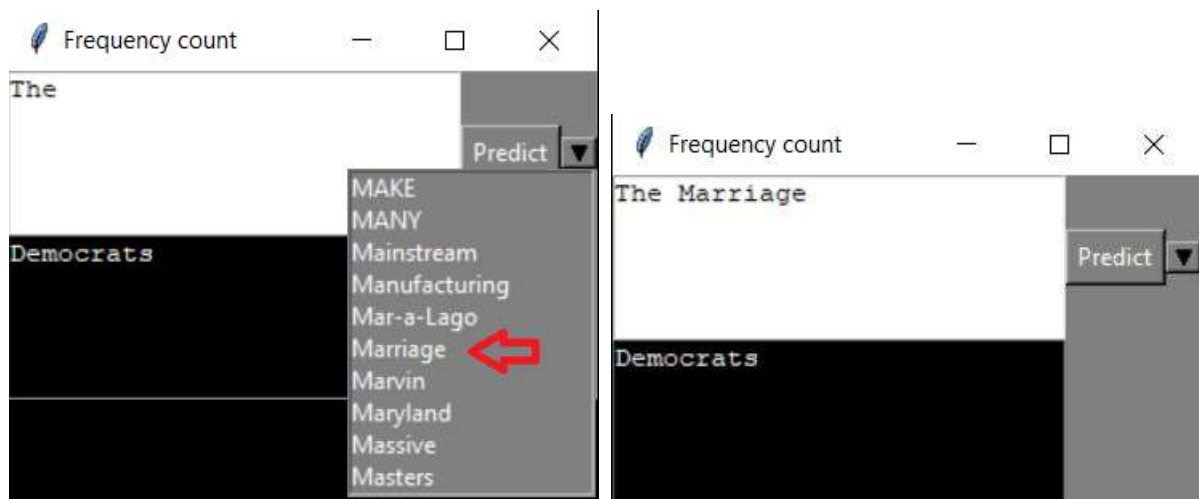 Frequency count
The
Predict
MAKE
MANY
Democrats
Mainstream
Manufacturing
Mar-a-Lago
Marriage
Marvin
Maryland
Massive
Masters
Frequency count
The Marriage
Predict
Democrats